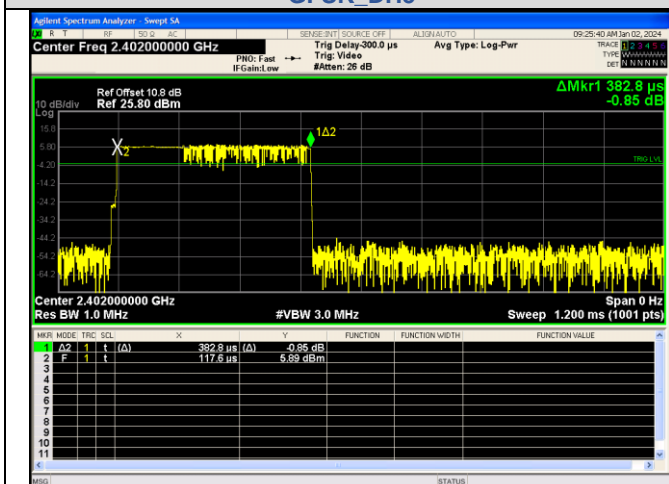 Agilent Spectrum Analyzer - Swept SA
R T RF 50 Ω AC SENSE:INT SOURCE OFF ALIGNAUTO 09:25:40 AM Jan 02, 2024
Center Freq 2.402000000 GHz
PNO: Fast
IFGain:Low
Trig Delay-300.0 µs
Trig: Video
#Atten: 26 dB
Avg Type: Log-Pwr
TRACE 1 2 3 4 5 6
TYPE
DET N N N N N N
Ref Offset 10.8 dB
10 dB/div Ref 25.80 dBm
Log
ΔMkr1 382.8 µs
-0.85 dB
15.8
5.80
-4.20
-14.2
-24.2
-34.2
-44.2
-54.2
-64.2
X2
1Δ2
TRIG LVL
Center 2.402000000 GHz
Span 0 Hz
Res BW 1.0 MHz
#VBW 3.0 MHz
Sweep 1.200 ms (1001 pts)
MKR MODE TRC SCL X Y FUNCTION FUNCTION WIDTH FUNCTION VALUE
1 Δ2 1 t (Δ) 382.8 µs (Δ) -0.85 dB
2 F 1 t 117.6 µs 5.89 dBm
3
4
5
6
7
8
9
10
11
MSG
STATUS